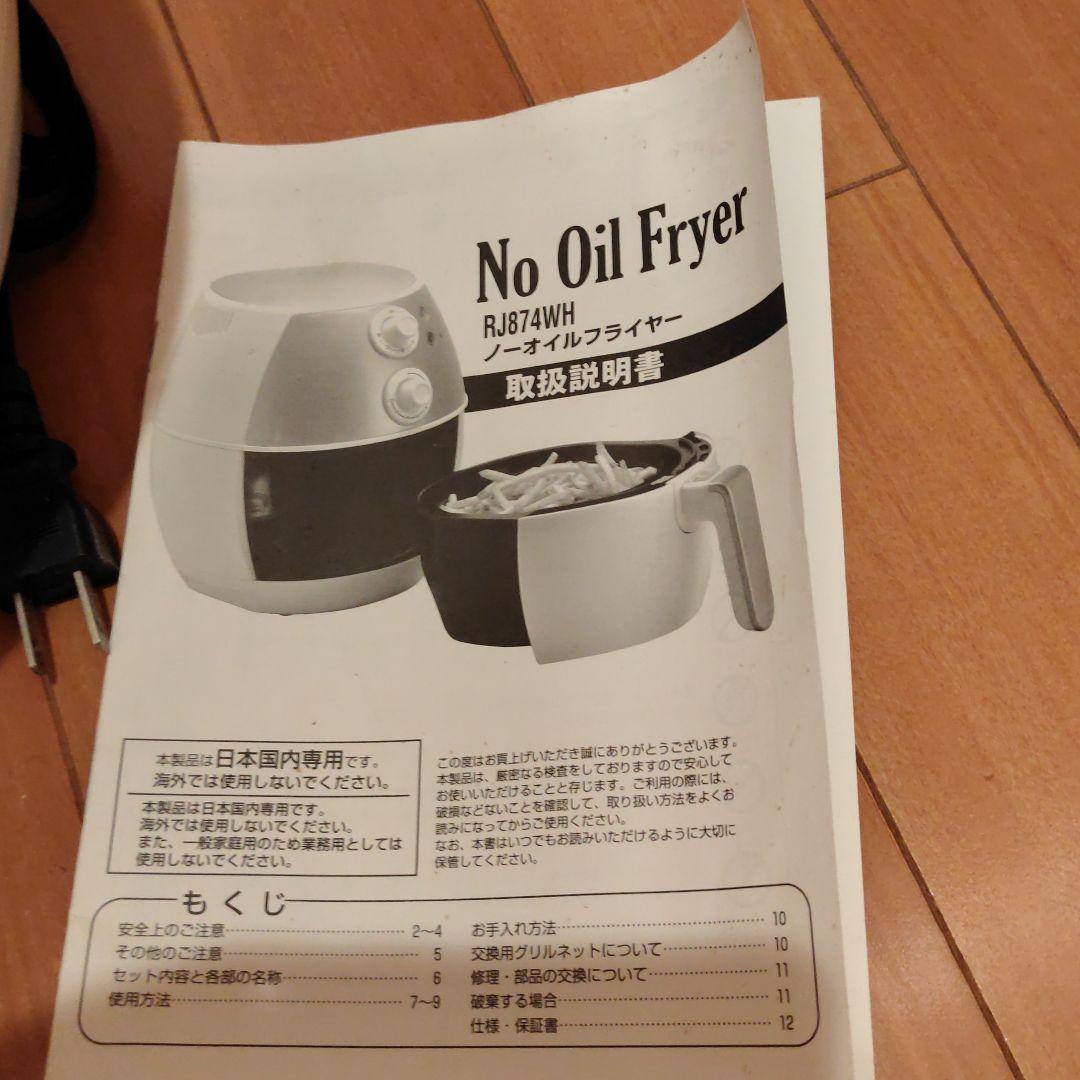 No Oil Fryer
RJ874WH
ノーオイルフライヤー
取扱説明書
本製品は日本国内専用です。
海外では使用しないでください。
本製品は日本国内専用です。
海外では使用しないでください。
また、一般家庭用のため業務用としては
使用しないでください。
この度はお買上げいただき誠にありがとうございます。
本製品は、厳密なる検査をしておりますので安心して
お使いいただけることと存じます。ご利用の際には、
破損などないことを確認して、取り扱い方法をよくお
読みになってからご使用ください。
なお、本書はいつでもお読みいただけるように大切に
保管してください。
もくじ
安全上のご注意 2〜4
その他のご注意 5
セット内容と各部の名称 6
使用方法 7〜9
お手入れ方法 10
交換用グリルネットについて 10
修理・部品の交換について 11
破棄する場合 11
仕様・保証書 12